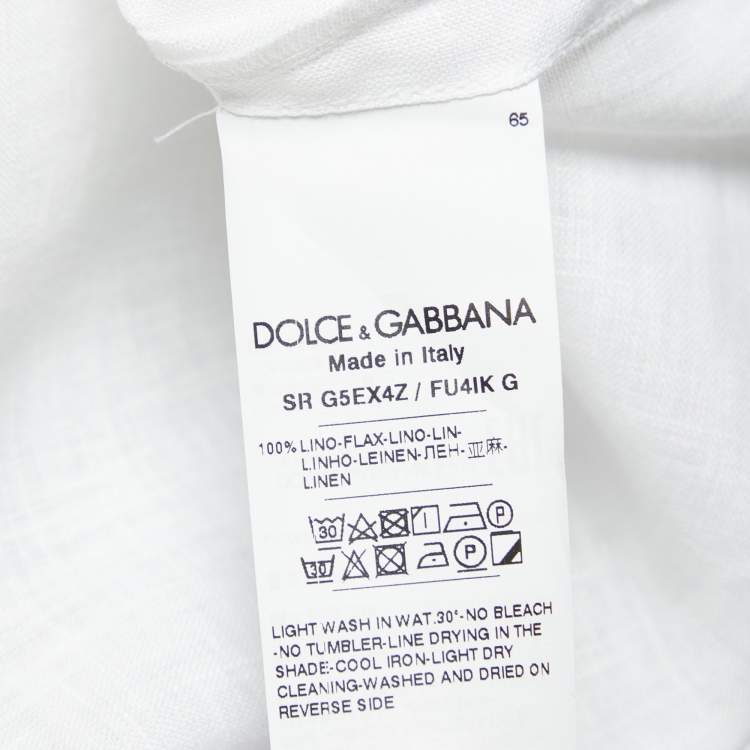 65
DOLCE & GABBANA
Made in Italy
SR G5EX4Z / FU4IK G
100% LINO-FLAX-LINO-LIN-
LINHO-LEINEN-ЛЕН-亚麻-
LINEN
30 P
30 P
LIGHT WASH IN WAT.30°-NO BLEACH
-NO TUMBLER-LINE DRYING IN THE
SHADE-COOL IRON-LIGHT DRY
CLEANING-WASHED AND DRIED ON
REVERSE SIDE